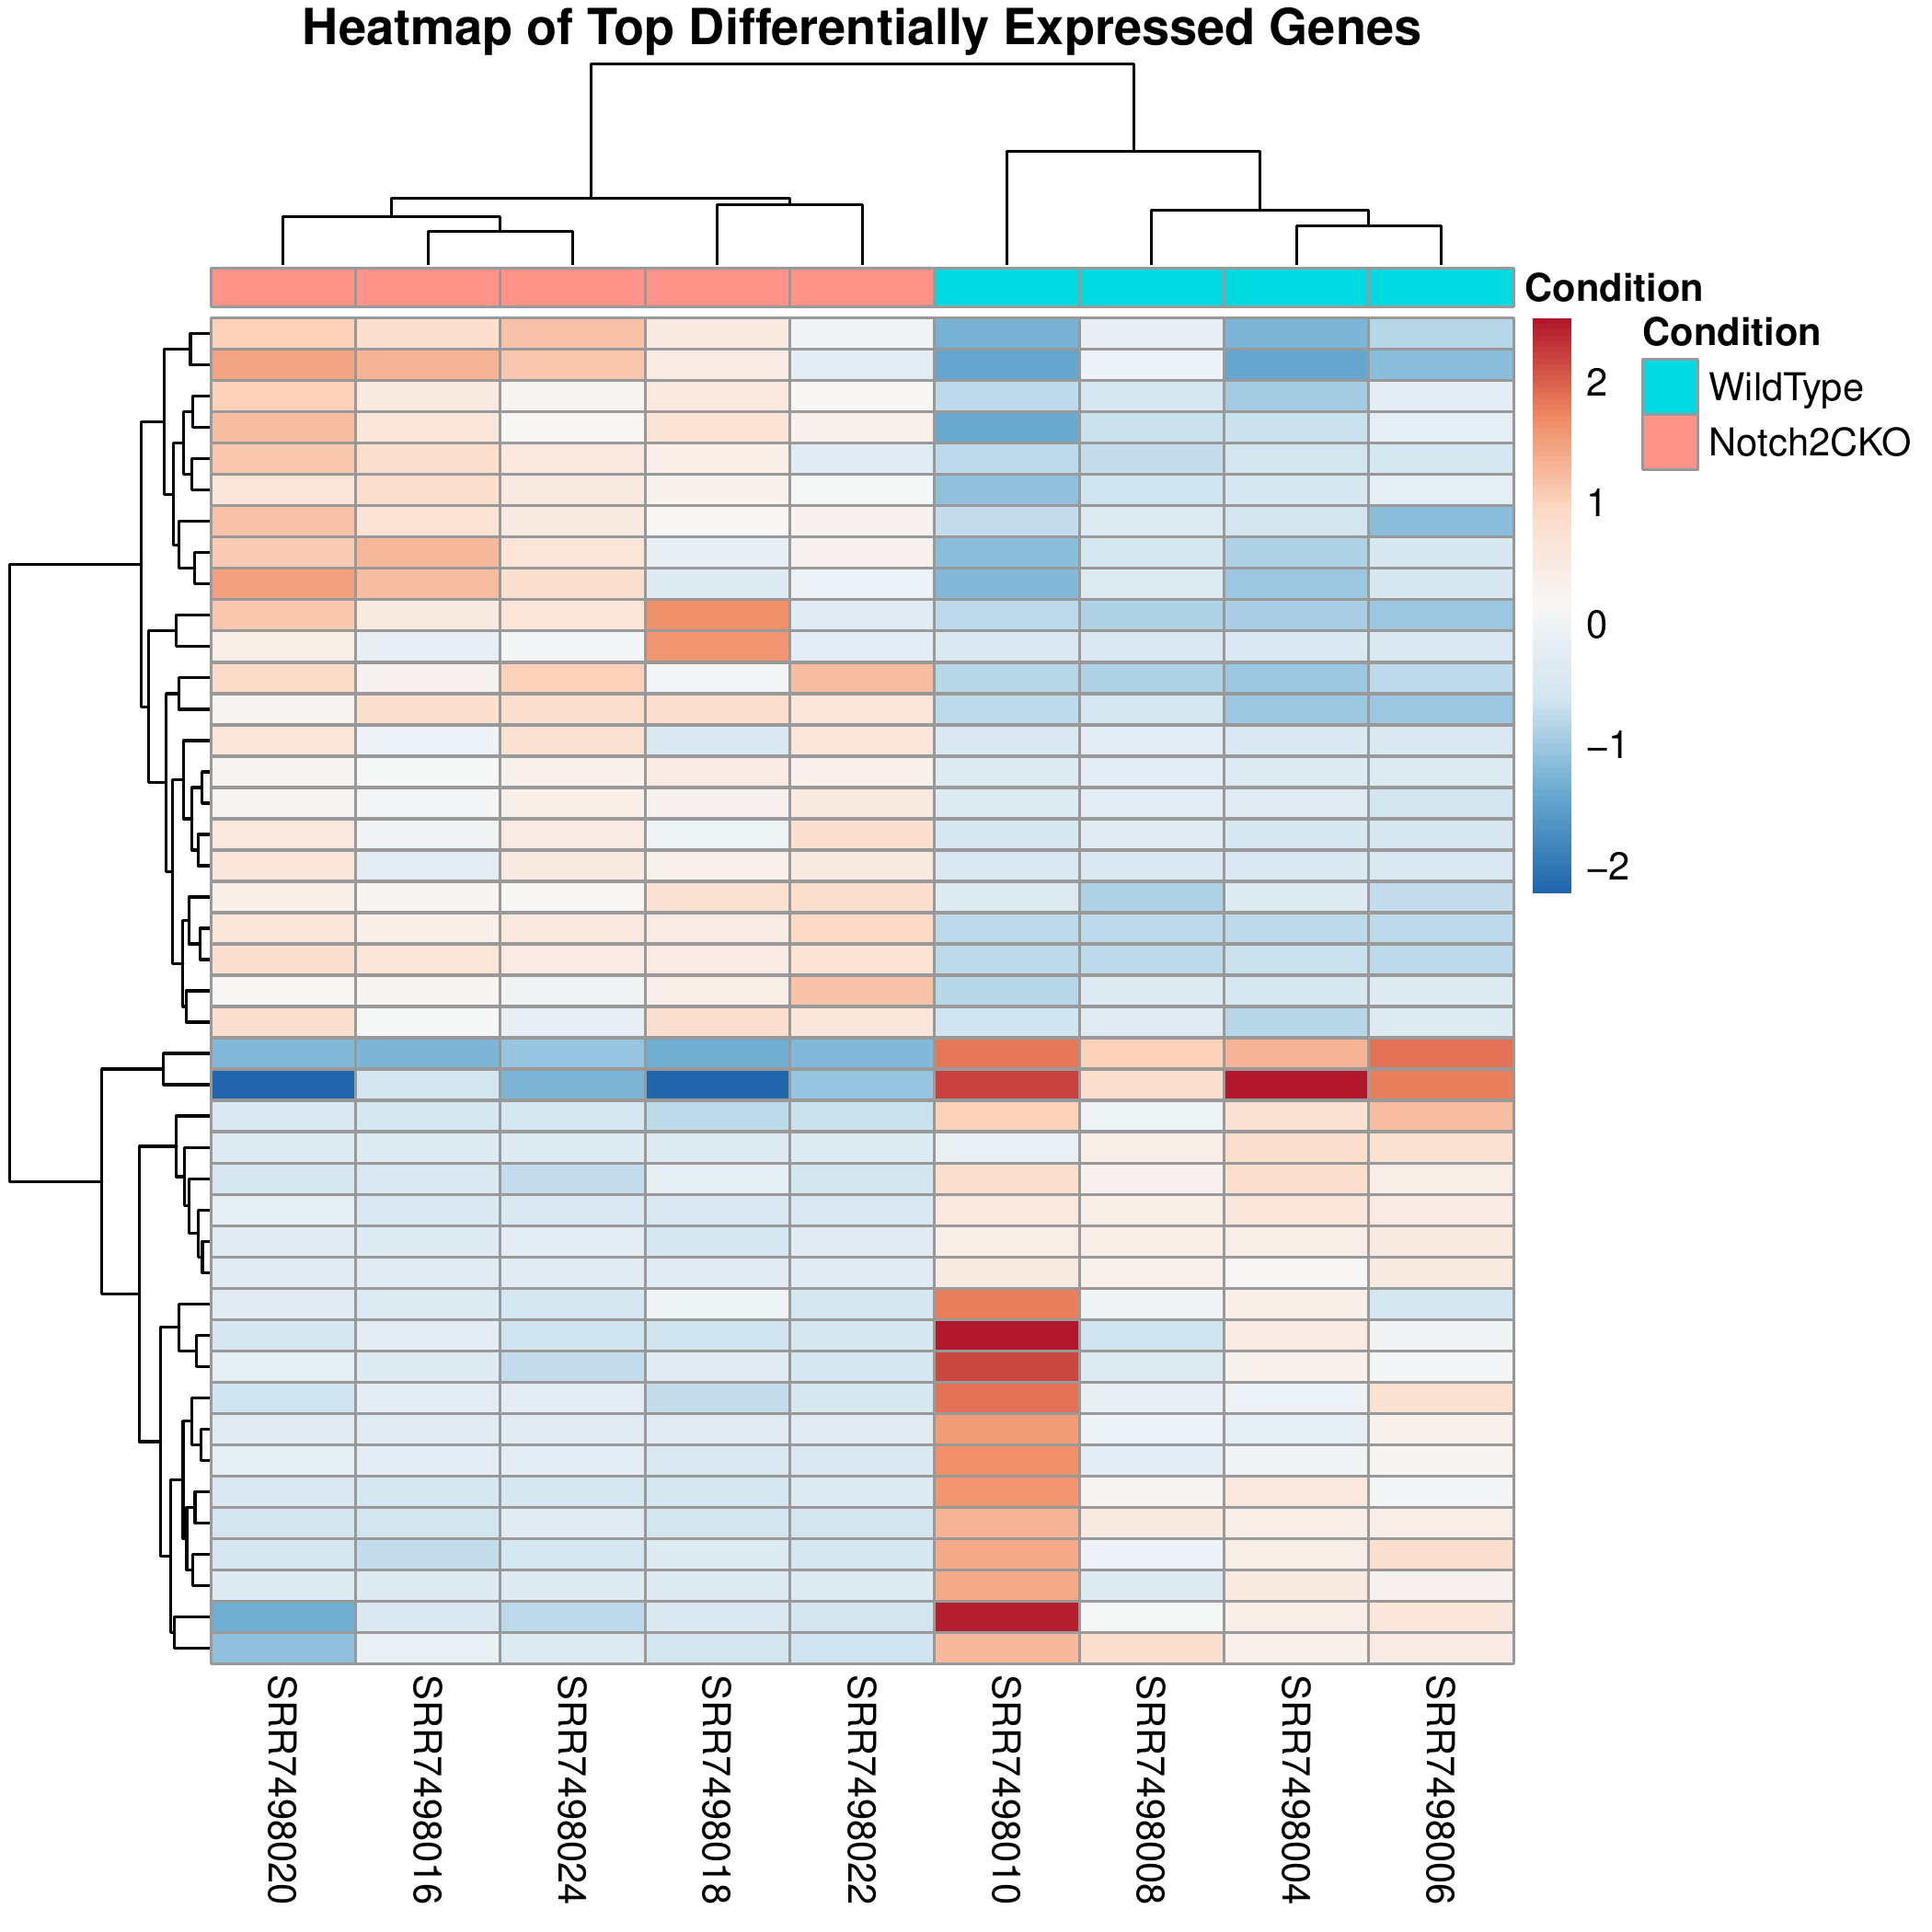 Heatmap of Top Differentially Expressed Genes
Condition
Condition
WildType
Notch2CKO
2
1
0
−1
−2
SRR7498020
SRR7498016
SRR7498024
SRR7498018
SRR7498022
SRR7498010
SRR7498008
SRR7498004
SRR7498006